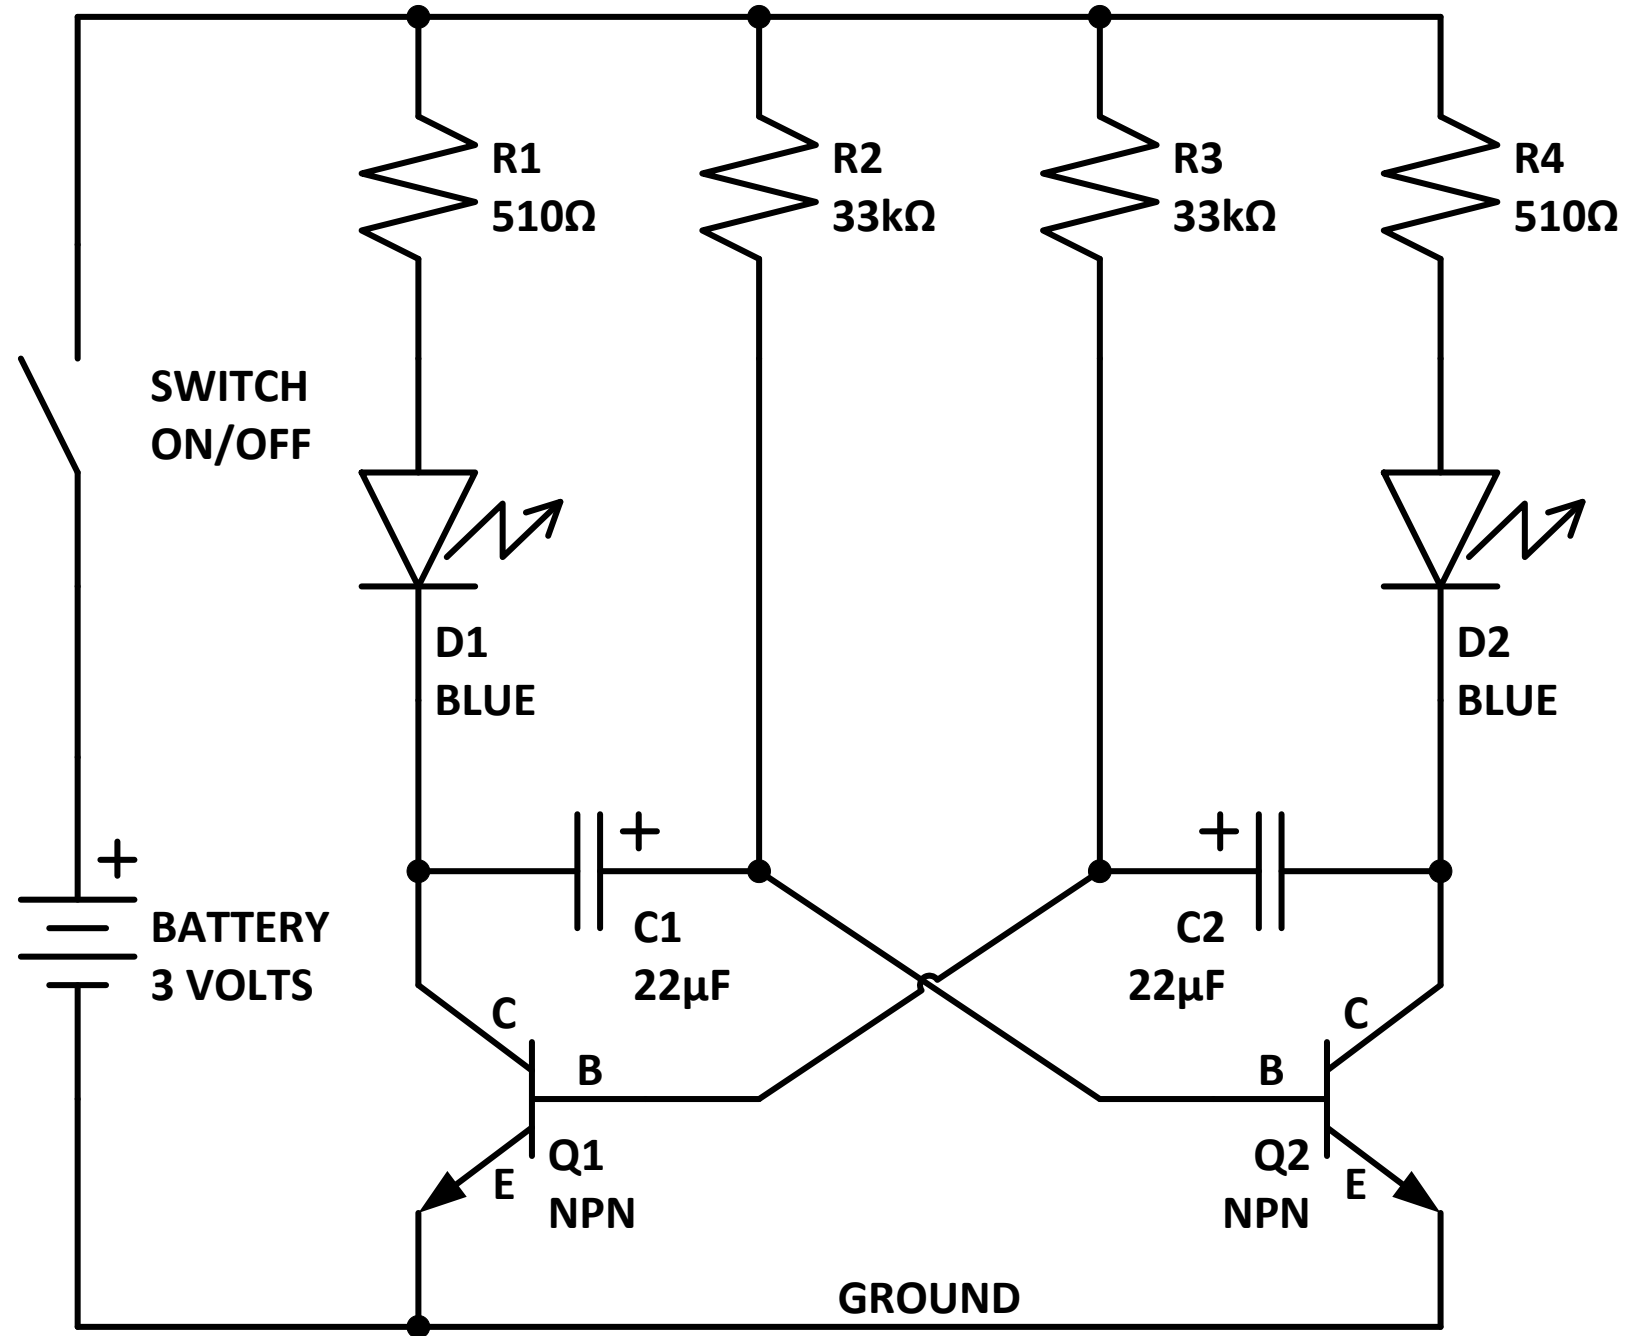 R1
510Ω
R2
33kΩ
R3
33kΩ
R4
510Ω
SWITCH
ON/OFF
D1
BLUE
D2
BLUE
+
BATTERY
3 VOLTS
+
C1
22µF
+
C2
22µF
C
B
E
Q1
NPN
C
B
E
Q2
NPN
GROUND